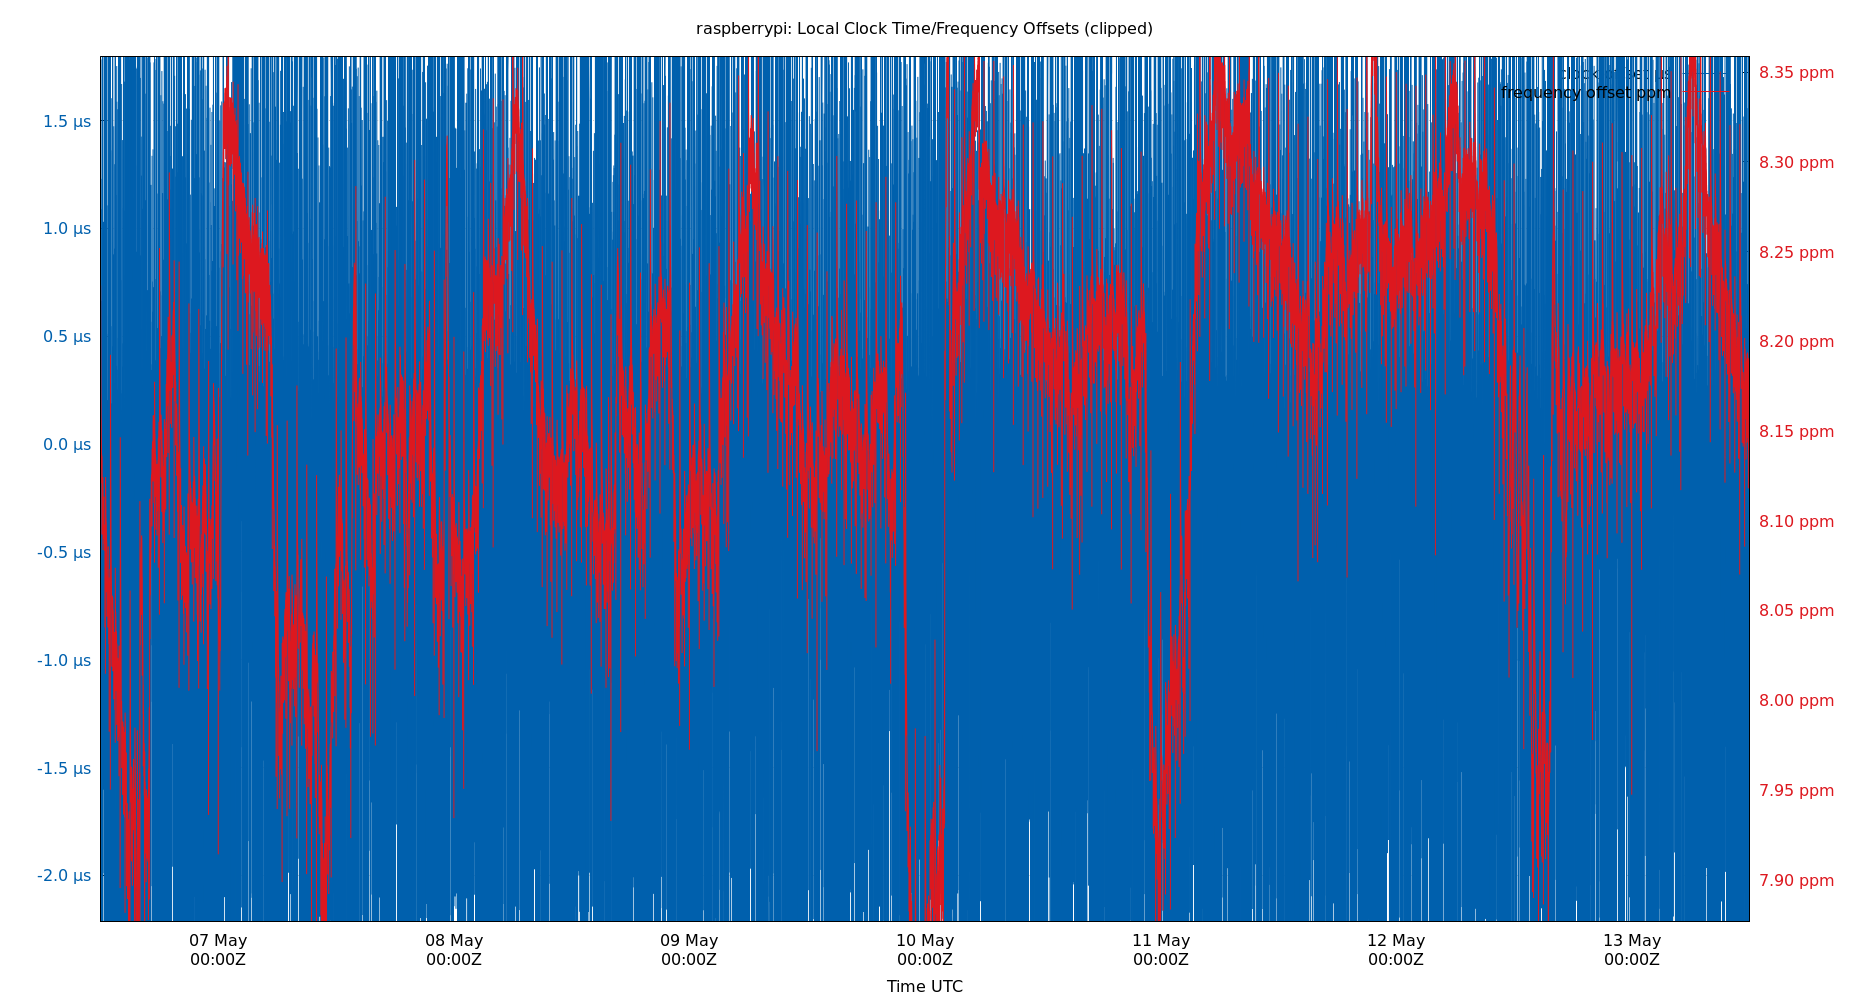 raspberrypi: Local Clock Time/Frequency Offsets (clipped)
clock offset µs
frequency offset ppm
1.5 µs
1.0 µs
0.5 µs
0.0 µs
-0.5 µs
-1.0 µs
-1.5 µs
-2.0 µs
8.35 ppm
8.30 ppm
8.25 ppm
8.20 ppm
8.15 ppm
8.10 ppm
8.05 ppm
8.00 ppm
7.95 ppm
7.90 ppm
07 May
00:00Z
08 May
00:00Z
09 May
00:00Z
10 May
00:00Z
11 May
00:00Z
12 May
00:00Z
13 May
00:00Z
Time UTC